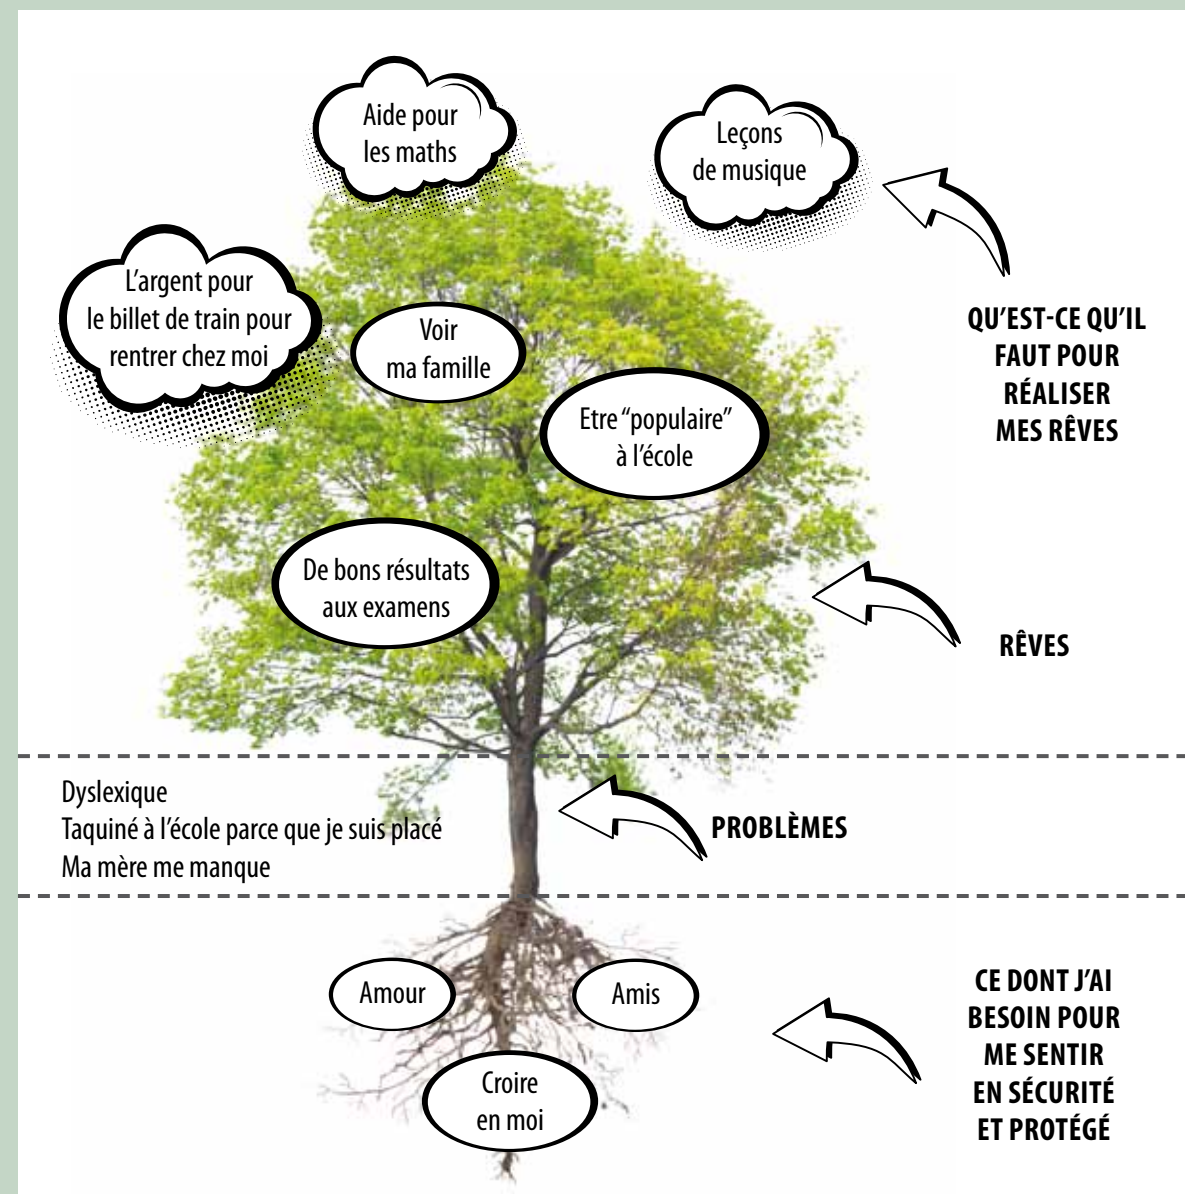 Aide pour
les maths
Leçons
de musique
L'argent pour
le billet de train pour
rentrer chez moi
QU'EST-CE QU'IL
FAUT POUR
RÉALISER
MES RÊVES
Voir
ma famille
Etre “populaire”
à l'école
De bons résultats
aux examens
RÊVES
Dyslexique
Taquiné à l'école parce que je suis placé
Ma mère me manque
PROBLÈMES
Amour
Amis
Croire
en moi
CE DONT J'AI
BESOIN POUR
ME SENTIR
EN SÉCURITÉ
ET PROTÉGÉ